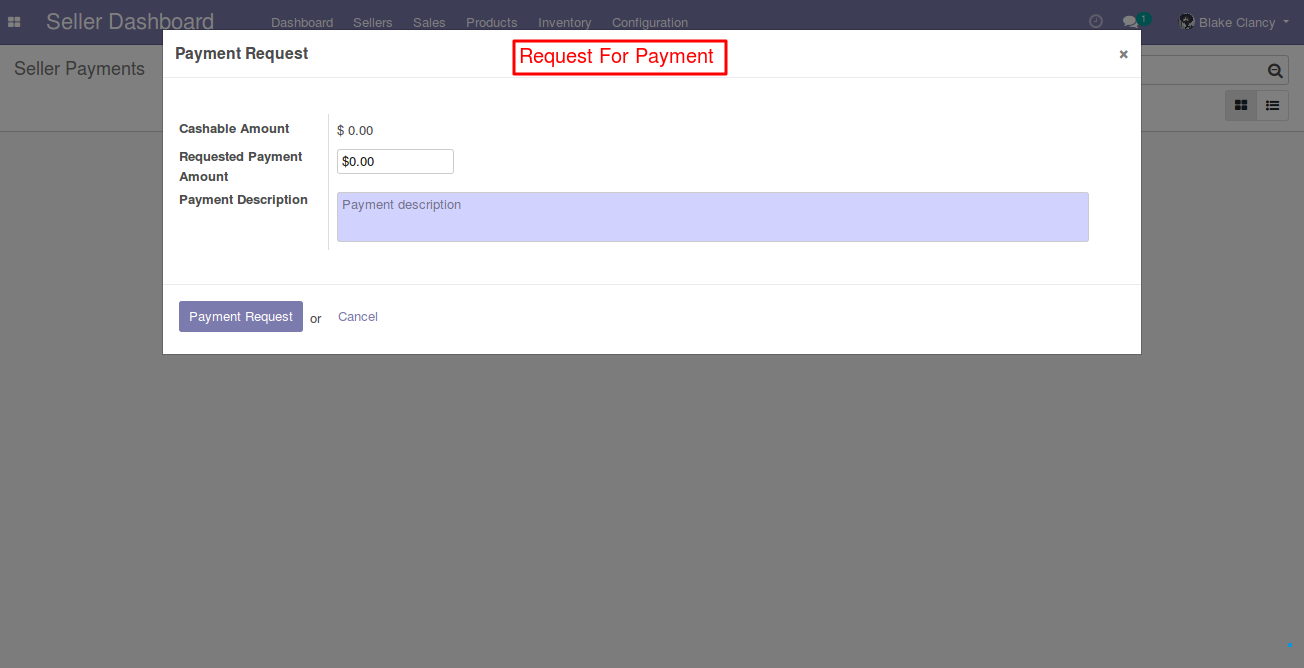 Seller Dashboard Dashboard Sellers Sales Products Inventory Configuration 1 Blake Clancy
Payment Request Request For Payment ×
Seller Payments
Cashable Amount $ 0.00
Requested Payment Amount $0.00
Payment Description Payment description
Payment Request or Cancel